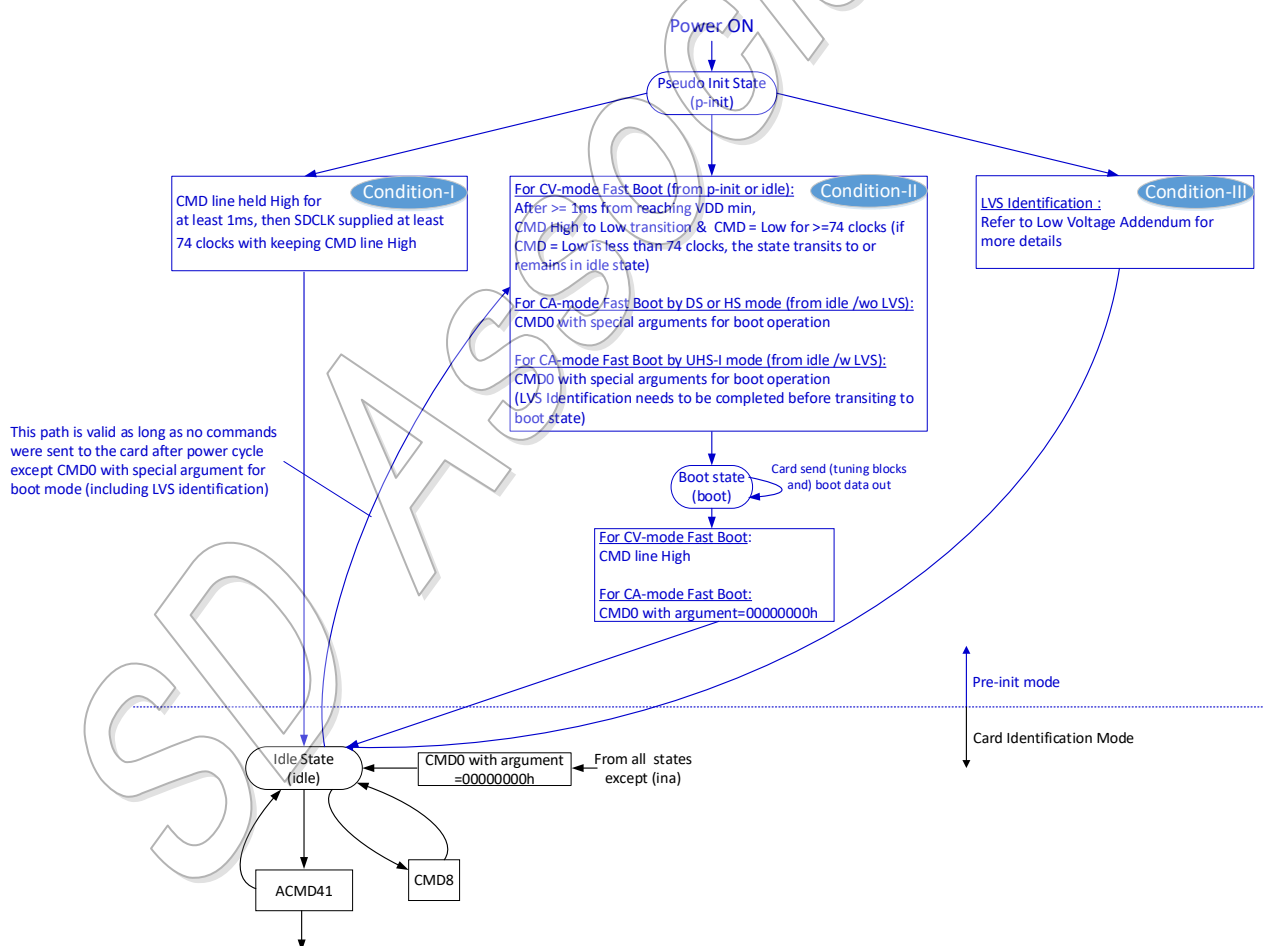 Power ON
Pseudo Init State
(p-init)
Condition-I
CMD line held High for
at least 1ms, then SDCLK supplied at least
74 clocks with keeping CMD line High
Condition-II
For CV-mode Fast Boot (from p-init or idle):
After >= 1ms from reaching VDD min,
CMD High to Low transition & CMD = Low for >=74 clocks (if
CMD = Low is less than 74 clocks, the state transits to or
remains in idle state)
For CA-mode Fast Boot by DS or HS mode (from idle /wo LVS):
CMD0 with special arguments for boot operation
For CA-mode Fast Boot by UHS-I mode (from idle /w LVS):
CMD0 with special arguments for boot operation
(LVS Identification needs to be completed before transiting to
boot state)
Condition-III
LVS Identification :
Refer to Low Voltage Addendum for
more details
This path is valid as long as no commands
were sent to the card after power cycle
except CMD0 with special argument for
boot mode (including LVS identification)
Boot state
(boot)
Card send (tuning blocks
and) boot data out
For CV-mode Fast Boot:
CMD line High
For CA-mode Fast Boot:
CMD0 with argument=00000000h
Pre-init mode
Card Identification Mode
Idle State
(idle)
CMD0 with argument
=00000000h
From all states
except (ina)
ACMD41
CMD8
SD Associ